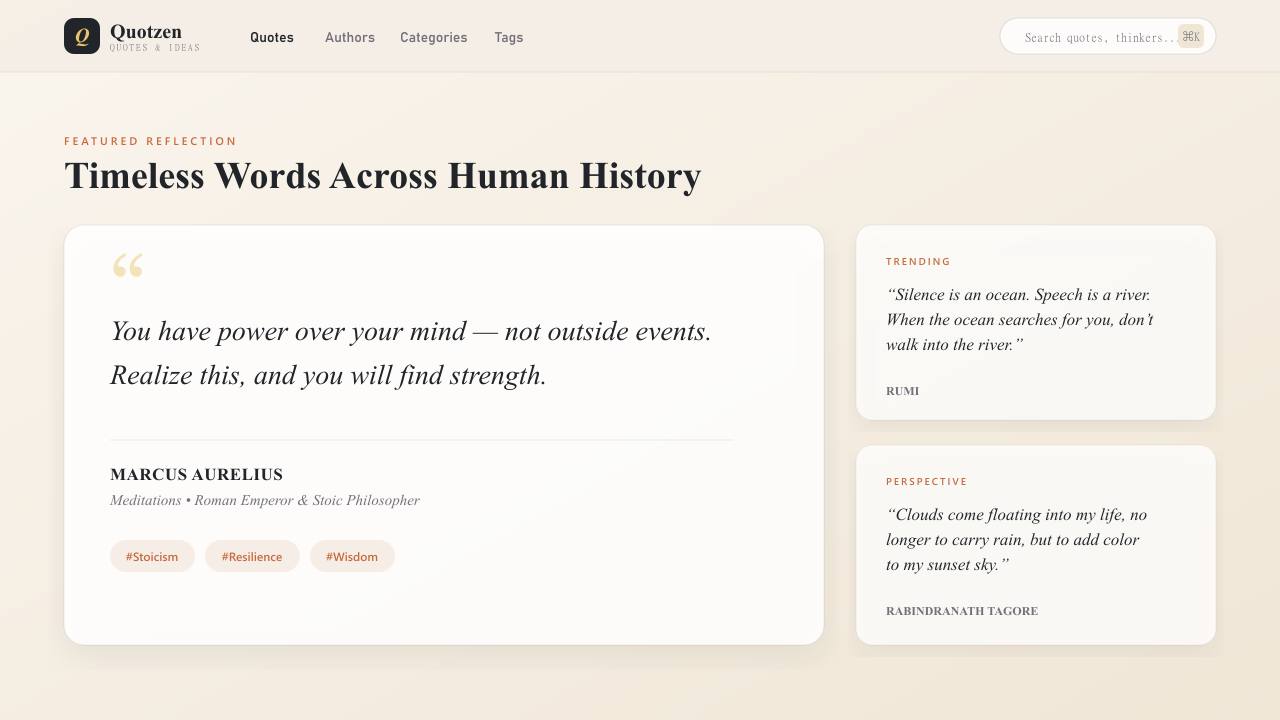 Q
Quotzen
QUOTES & IDEAS
Quotes
Authors
Categories
Tags
Search quotes, thinkers...
⌘K
FEATURED REFLECTION
Timeless Words Across Human History
“
You have power over your mind — not outside events.
Realize this, and you will find strength.
MARCUS AURELIUS
Meditations • Roman Emperor & Stoic Philosopher
#Stoicism
#Resilience
#Wisdom
TRENDING
“Silence is an ocean. Speech is a river.
When the ocean searches for you, don’t
walk into the river.”
RUMI
PERSPECTIVE
“Clouds come floating into my life, no
longer to carry rain, but to add color
to my sunset sky.”
RABINDRANATH TAGORE